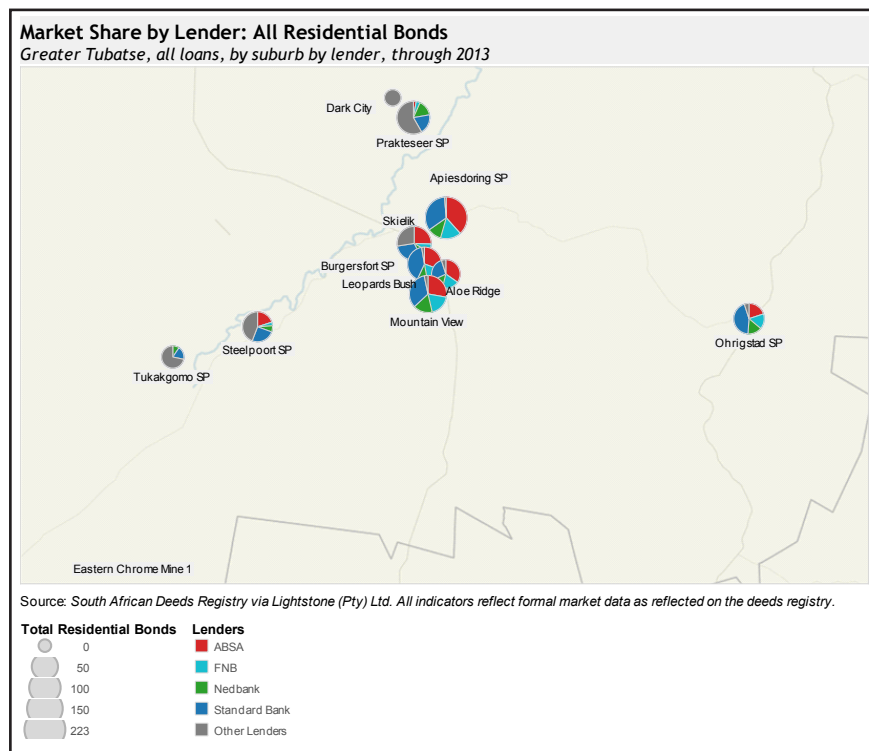 Market Share by Lender: All Residential Bonds
Greater Tubatse, all loans, by suburb by lender, through 2013
Dark City
Prakteseer SP
Apiesdoring SP
Skielik
Burgersfort SP
Leopards Bush
Aloe Ridge
Mountain View
Steelpoort SP
Ohrigstad SP
Tukakgomo SP
Eastern Chrome Mine 1
Source: South African Deeds Registry via Lightstone (Pty) Ltd. All indicators reflect formal market data as reflected on the deeds registry.
Total Residential Bonds
0
50
100
150
223
Lenders
ABSA
FNB
Nedbank
Standard Bank
Other Lenders